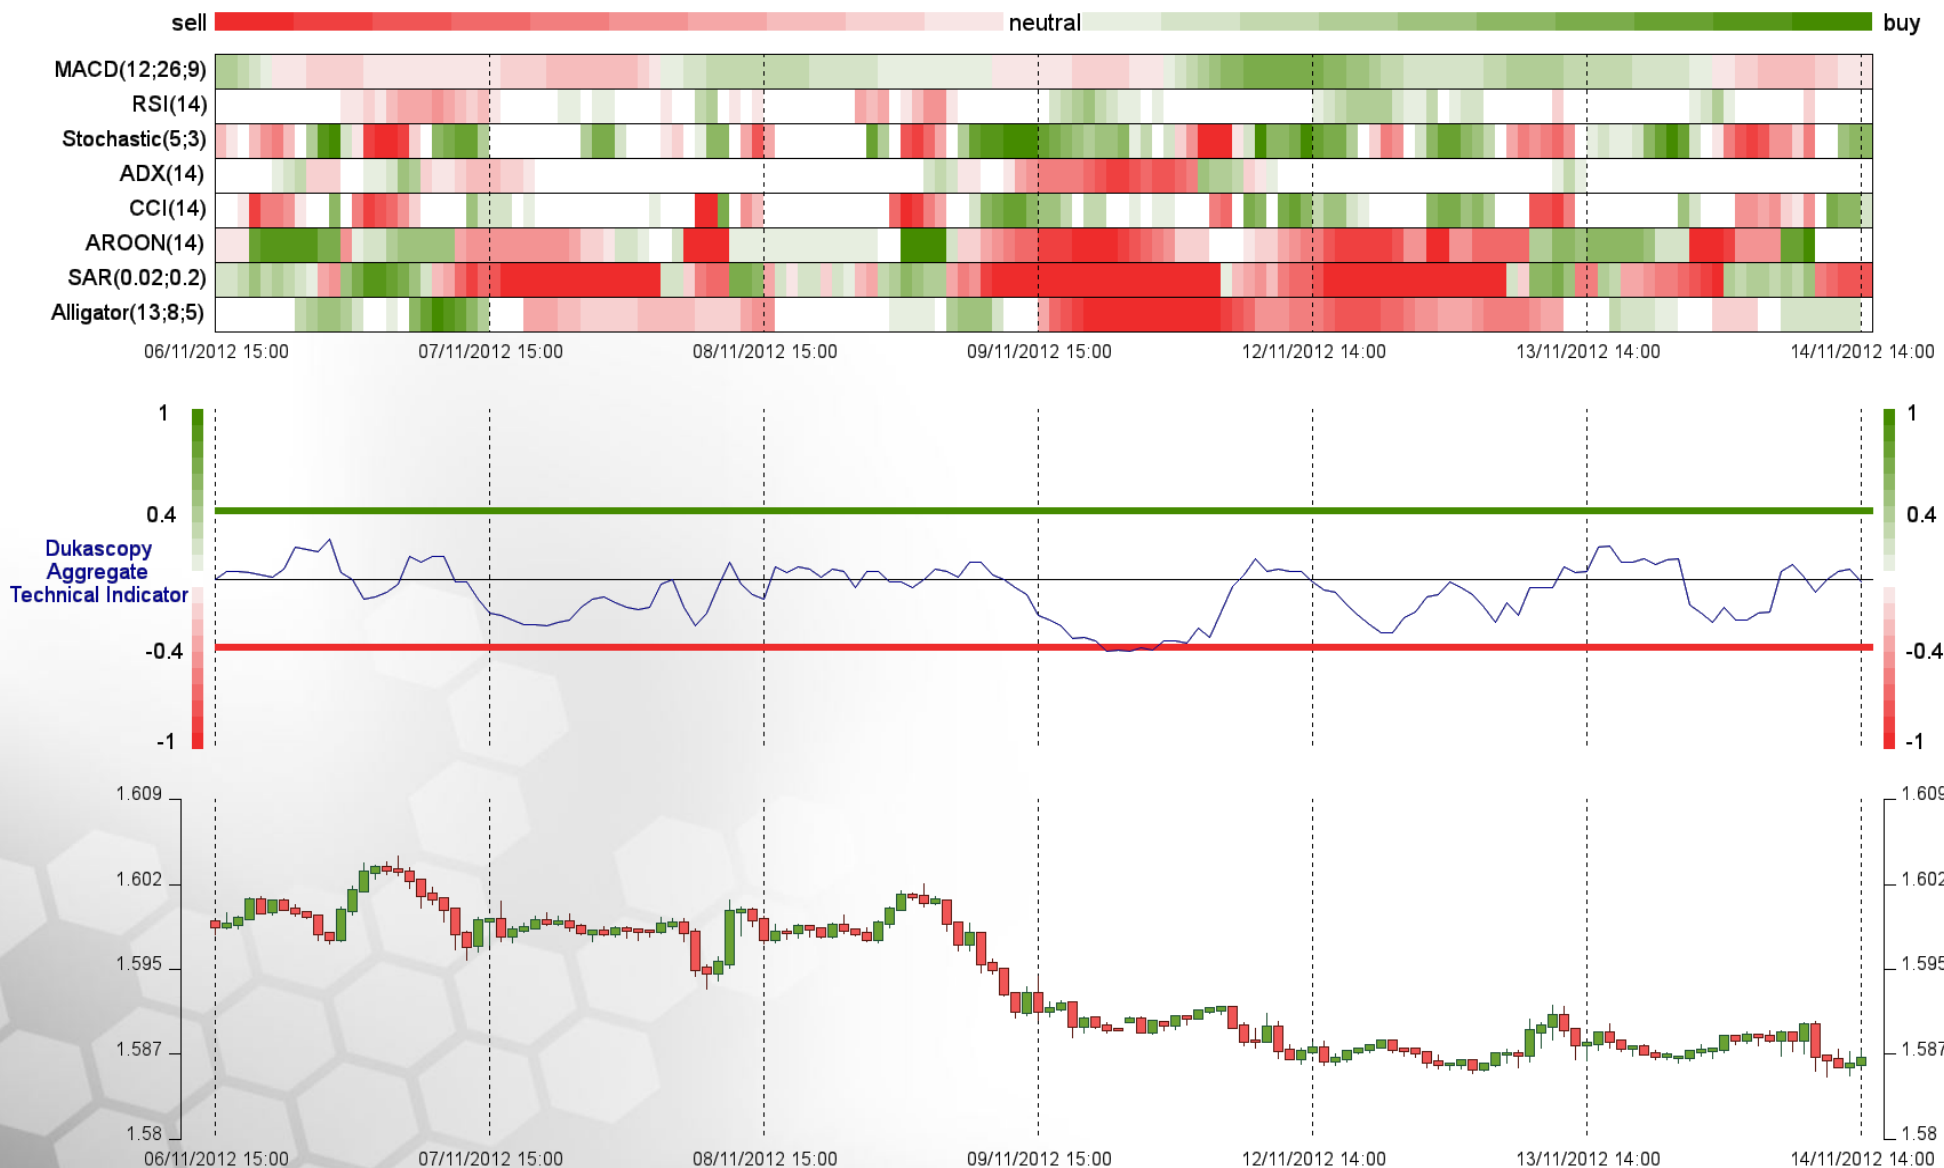 sell neutral buy
MACD(12;26;9)
RSI(14)
Stochastic(5;3)
ADX(14)
CCI(14)
AROON(14)
SAR(0.02;0.2)
Alligator(13;8;5)
06/11/2012 15:00 07/11/2012 15:00 08/11/2012 15:00 09/11/2012 15:00 12/11/2012 14:00 13/11/2012 14:00 14/11/2012 14:00
1 1
0.4 0.4
Dukascopy
Aggregate
Technical Indicator
-0.4 -0.4
-1 -1
1.609 1.609
1.602 1.602
1.595 1.595
1.587 1.587
1.58 1.58
06/11/2012 15:00 07/11/2012 15:00 08/11/2012 15:00 09/11/2012 15:00 12/11/2012 14:00 13/11/2012 14:00 14/11/2012 14:00